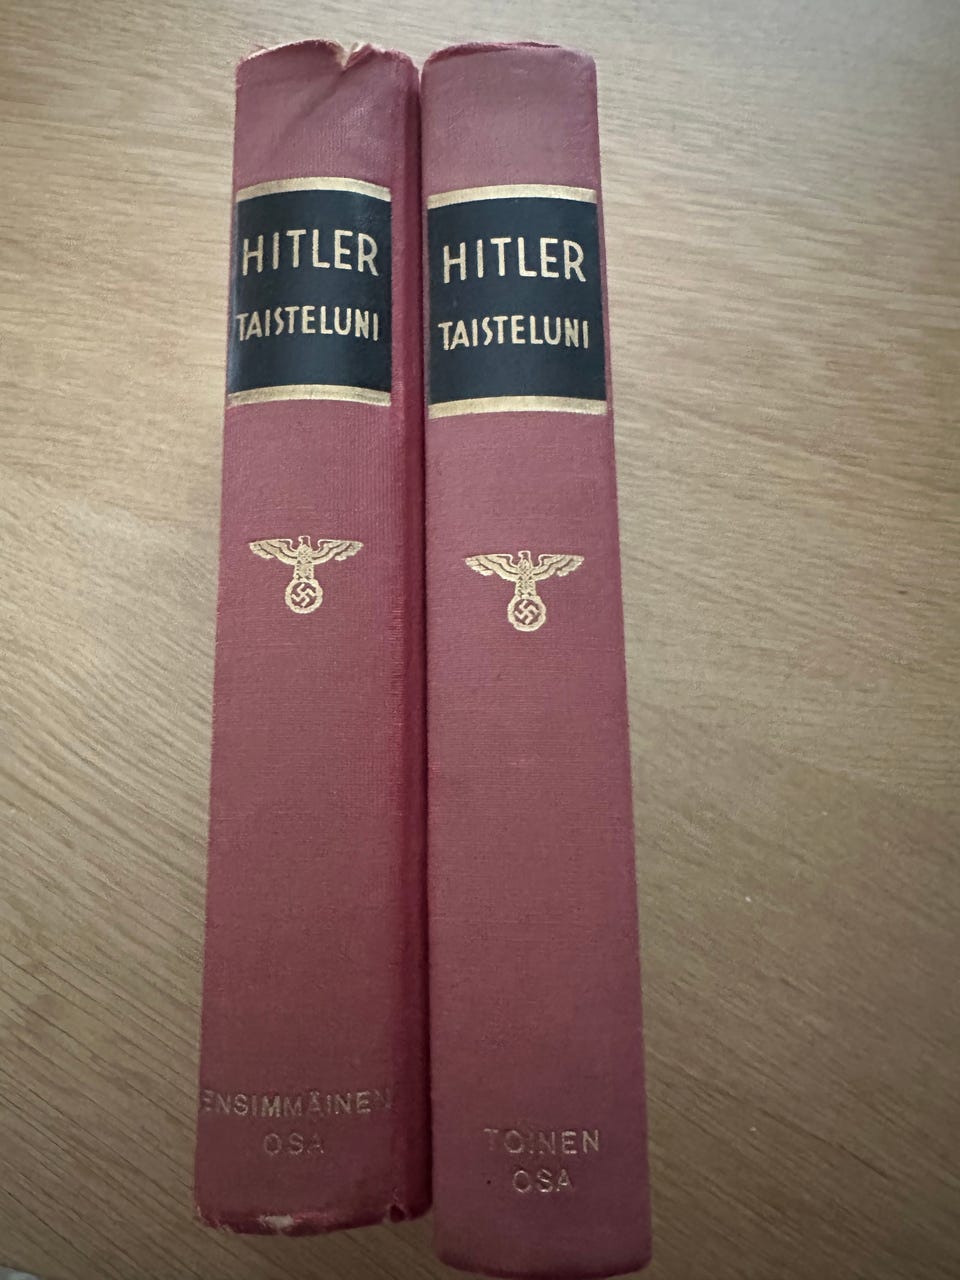 HITLER
TAISTELUNI
ENSIMMÄINEN
OSA
HITLER
TAISTELUNI
TOINEN
OSA